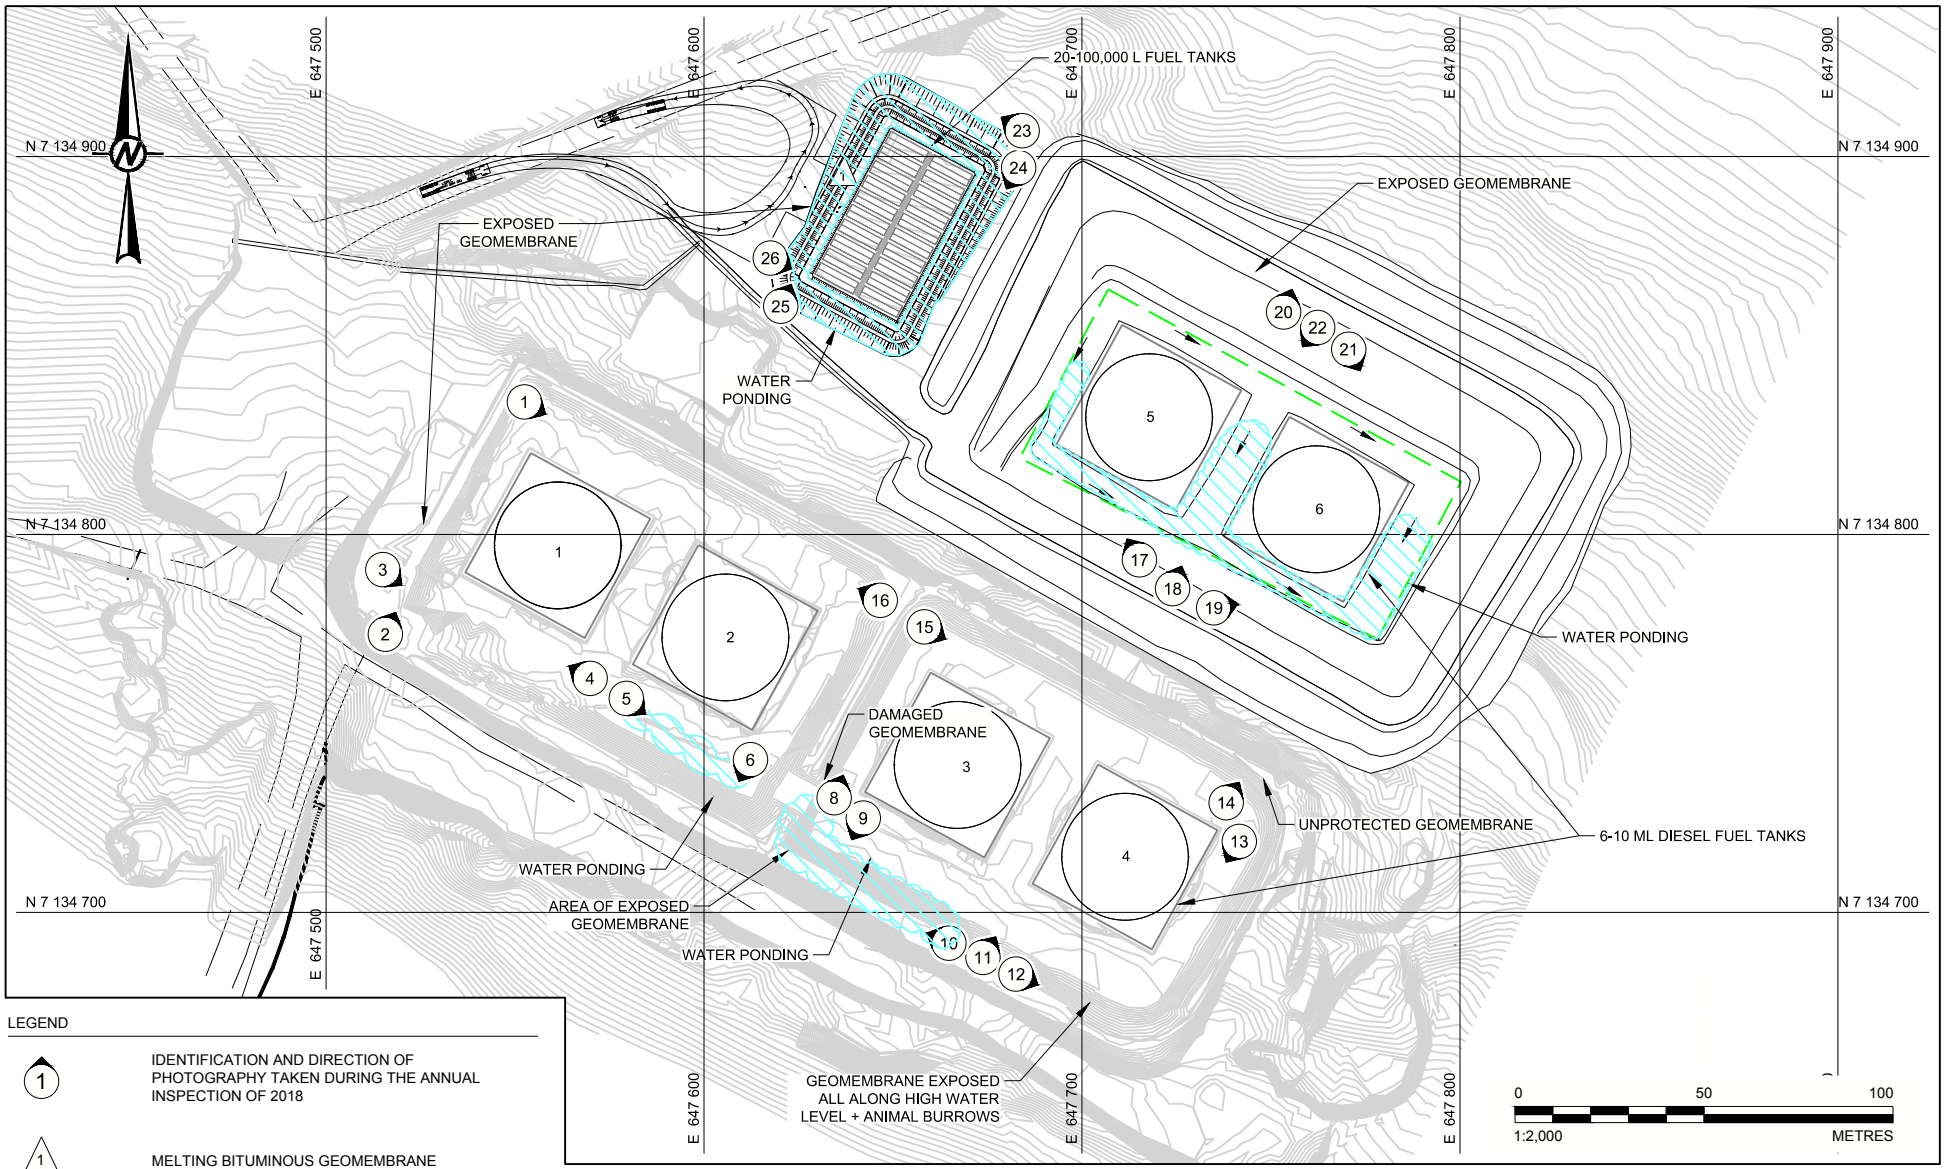 E 647 500
E 647 600
E 647 700
E 647 800
E 647 900
20-100,000 L FUEL TANKS
N
N 7 134 900
N 7 134 900
23
24
EXPOSED GEOMEMBRANE
1
EXPOSED
GEOMEMBRANE
26
25
20
22
21
WATER
PONDING
1
5
6
N 7 134 800
N 7 134 800
1
3
2
17
18
19
16
15
2
WATER PONDING
4
5
DAMAGED
GEOMEMBRANE
6
3
8
9
14
13
UNPROTECTED GEOMEMBRANE
6-10 ML DIESEL FUEL TANKS
4
WATER PONDING
AREA OF EXPOSED
GEOMEMBRANE
N 7 134 700
N 7 134 700
WATER PONDING
10
11
12
E 647 500
E 647 600
E 647 700
E 647 800
GEOMEMBRANE EXPOSED
ALL ALONG HIGH WATER
LEVEL + ANIMAL BURROWS
0 50 100
1:2,000 METRES
LEGEND
1
IDENTIFICATION AND DIRECTION OF
PHOTOGRAPHY TAKEN DURING THE ANNUAL
INSPECTION OF 2018
1
MELTING BITUMINOUS GEOMEMBRANE